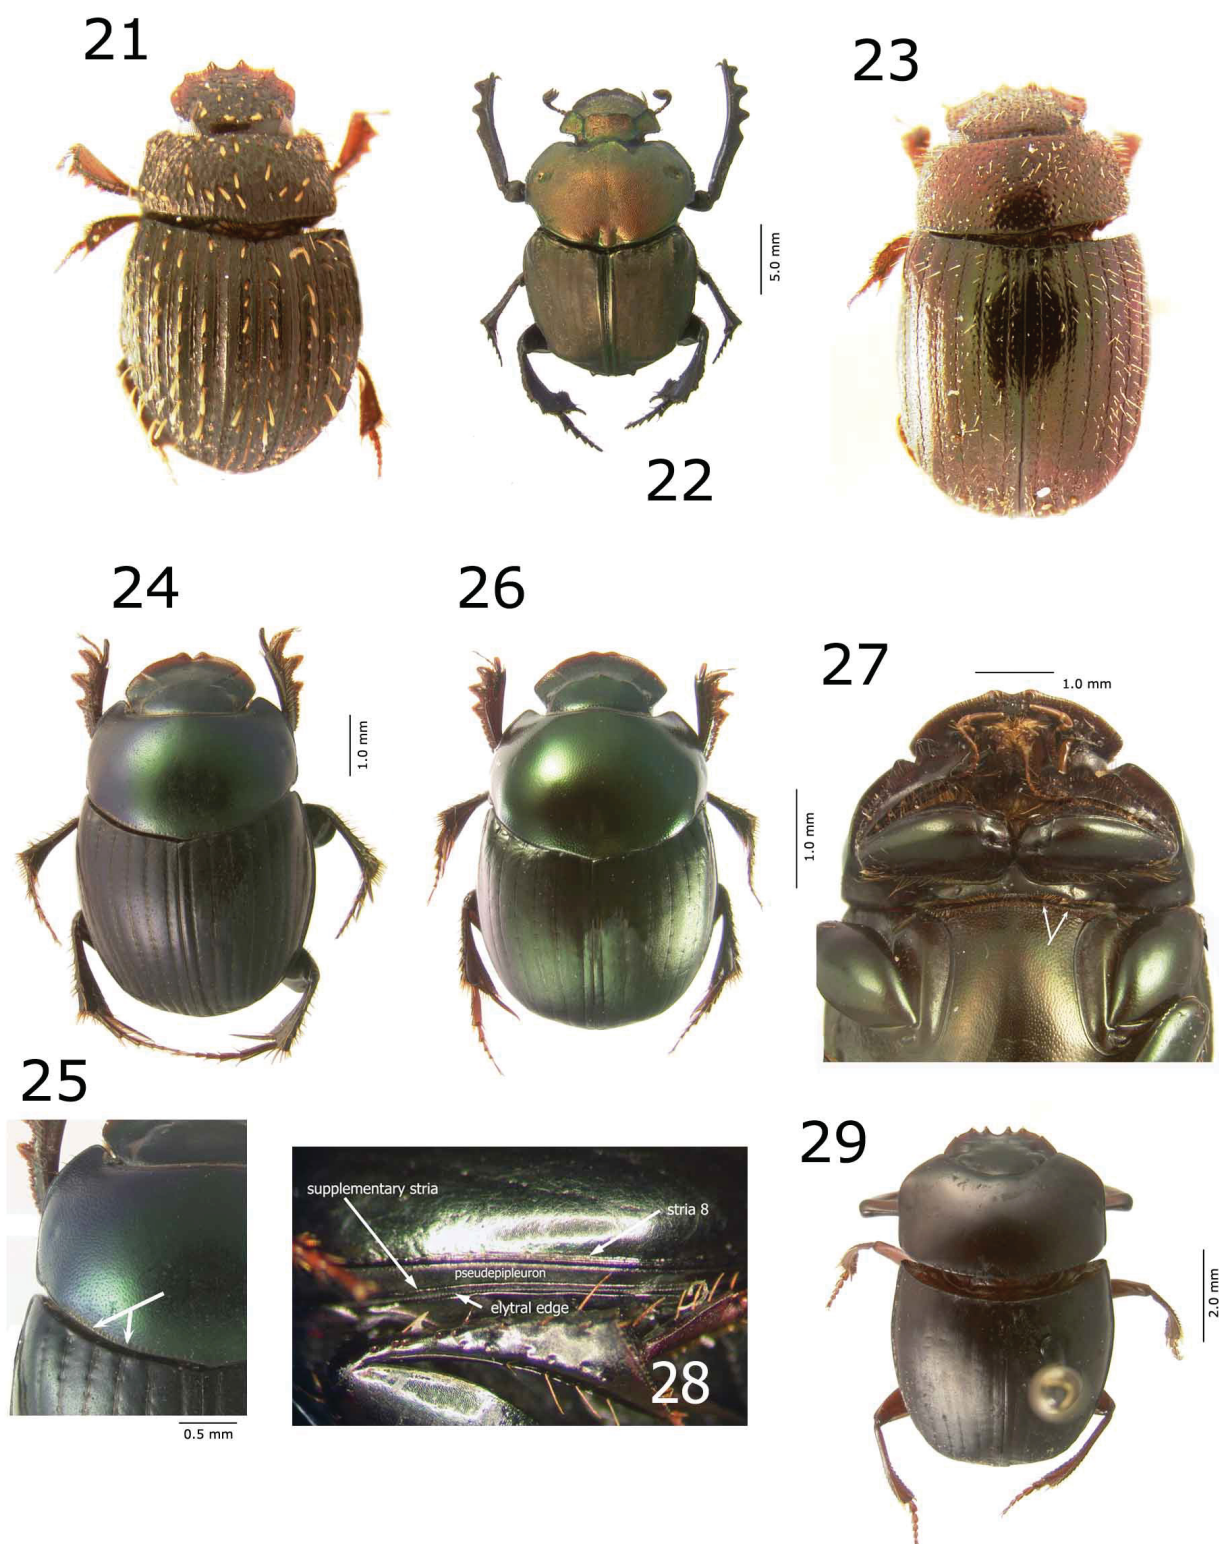 21
22
5.0 mm
23
24
1.0 mm
26
27
1.0 mm
1.0 mm
25
0.5 mm
supplementary stria
stria 8
pseudepipleuron
elytral edge
28
29
2.0 mm